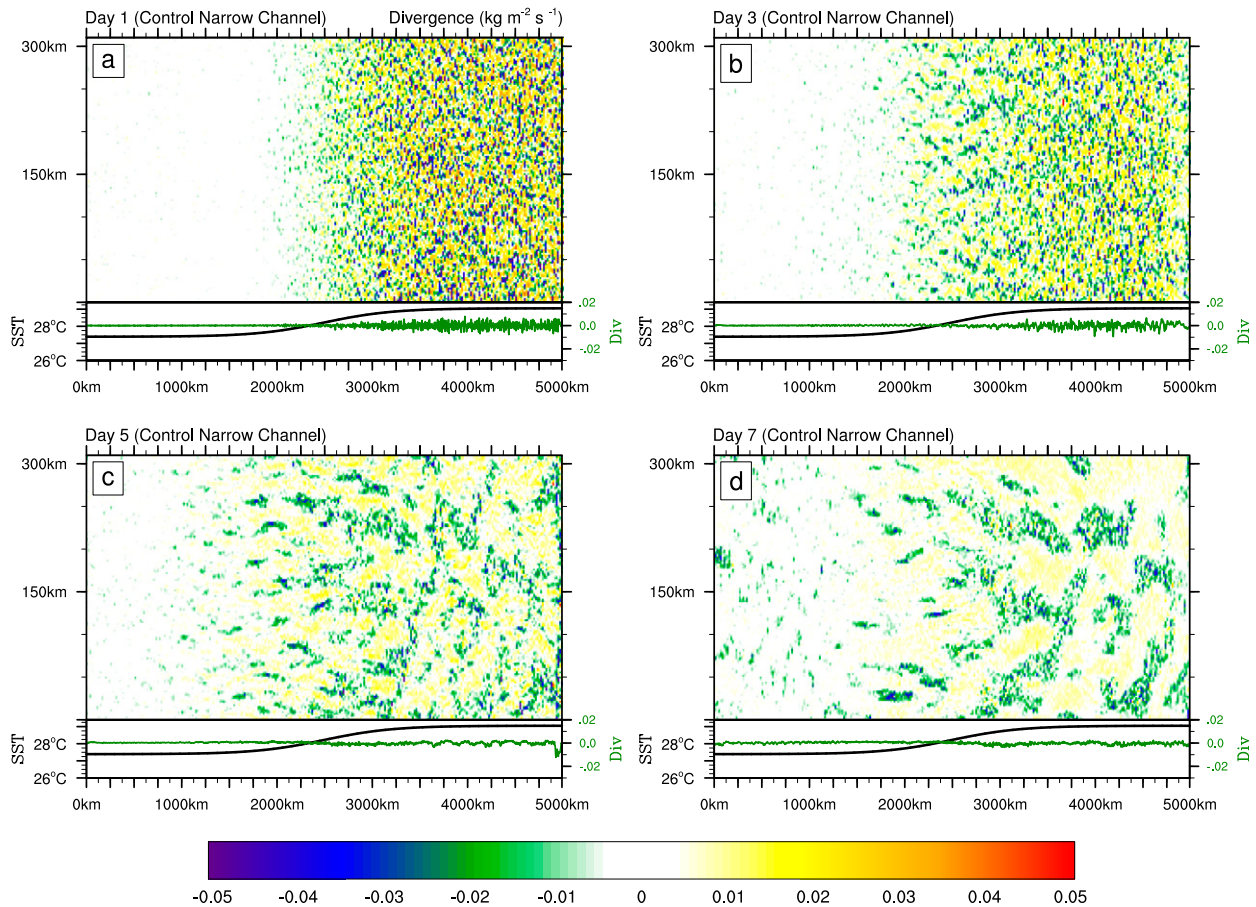 Day 1 (Control Narrow Channel) Divergence (kg m⁻² s⁻¹)
300km
a
150km
.02
SST 28°C 0.0 Div
26°C -.02
0km 1000km 2000km 3000km 4000km 5000km
Day 3 (Control Narrow Channel)
300km
b
150km
.02
SST 28°C 0.0 Div
26°C -.02
0km 1000km 2000km 3000km 4000km 5000km
Day 5 (Control Narrow Channel)
300km
c
150km
.02
SST 28°C 0.0 Div
26°C -.02
0km 1000km 2000km 3000km 4000km 5000km
Day 7 (Control Narrow Channel)
300km
d
150km
.02
SST 28°C 0.0 Div
26°C -.02
0km 1000km 2000km 3000km 4000km 5000km
-0.05 -0.04 -0.03 -0.02 -0.01 0 0.01 0.02 0.03 0.04 0.05